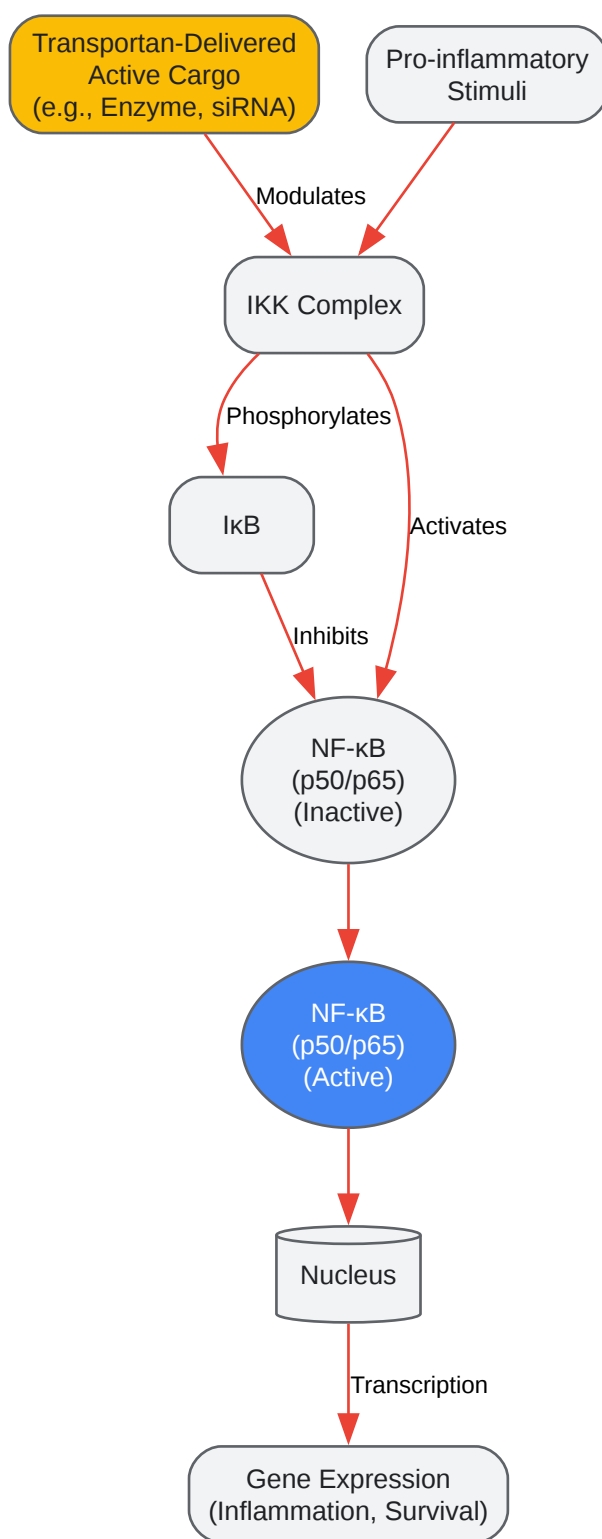 Transportan-Delivered
Active Cargo
(e.g., Enzyme, siRNA)
Pro-inflammatory
Stimuli
Modulates
IKK Complex
Phosphorylates
IκB
Activates
Inhibits
NF-κB
(p50/p65)
(Inactive)
NF-κB
(p50/p65)
(Active)
Nucleus
Transcription
Gene Expression
(Inflammation, Survival)